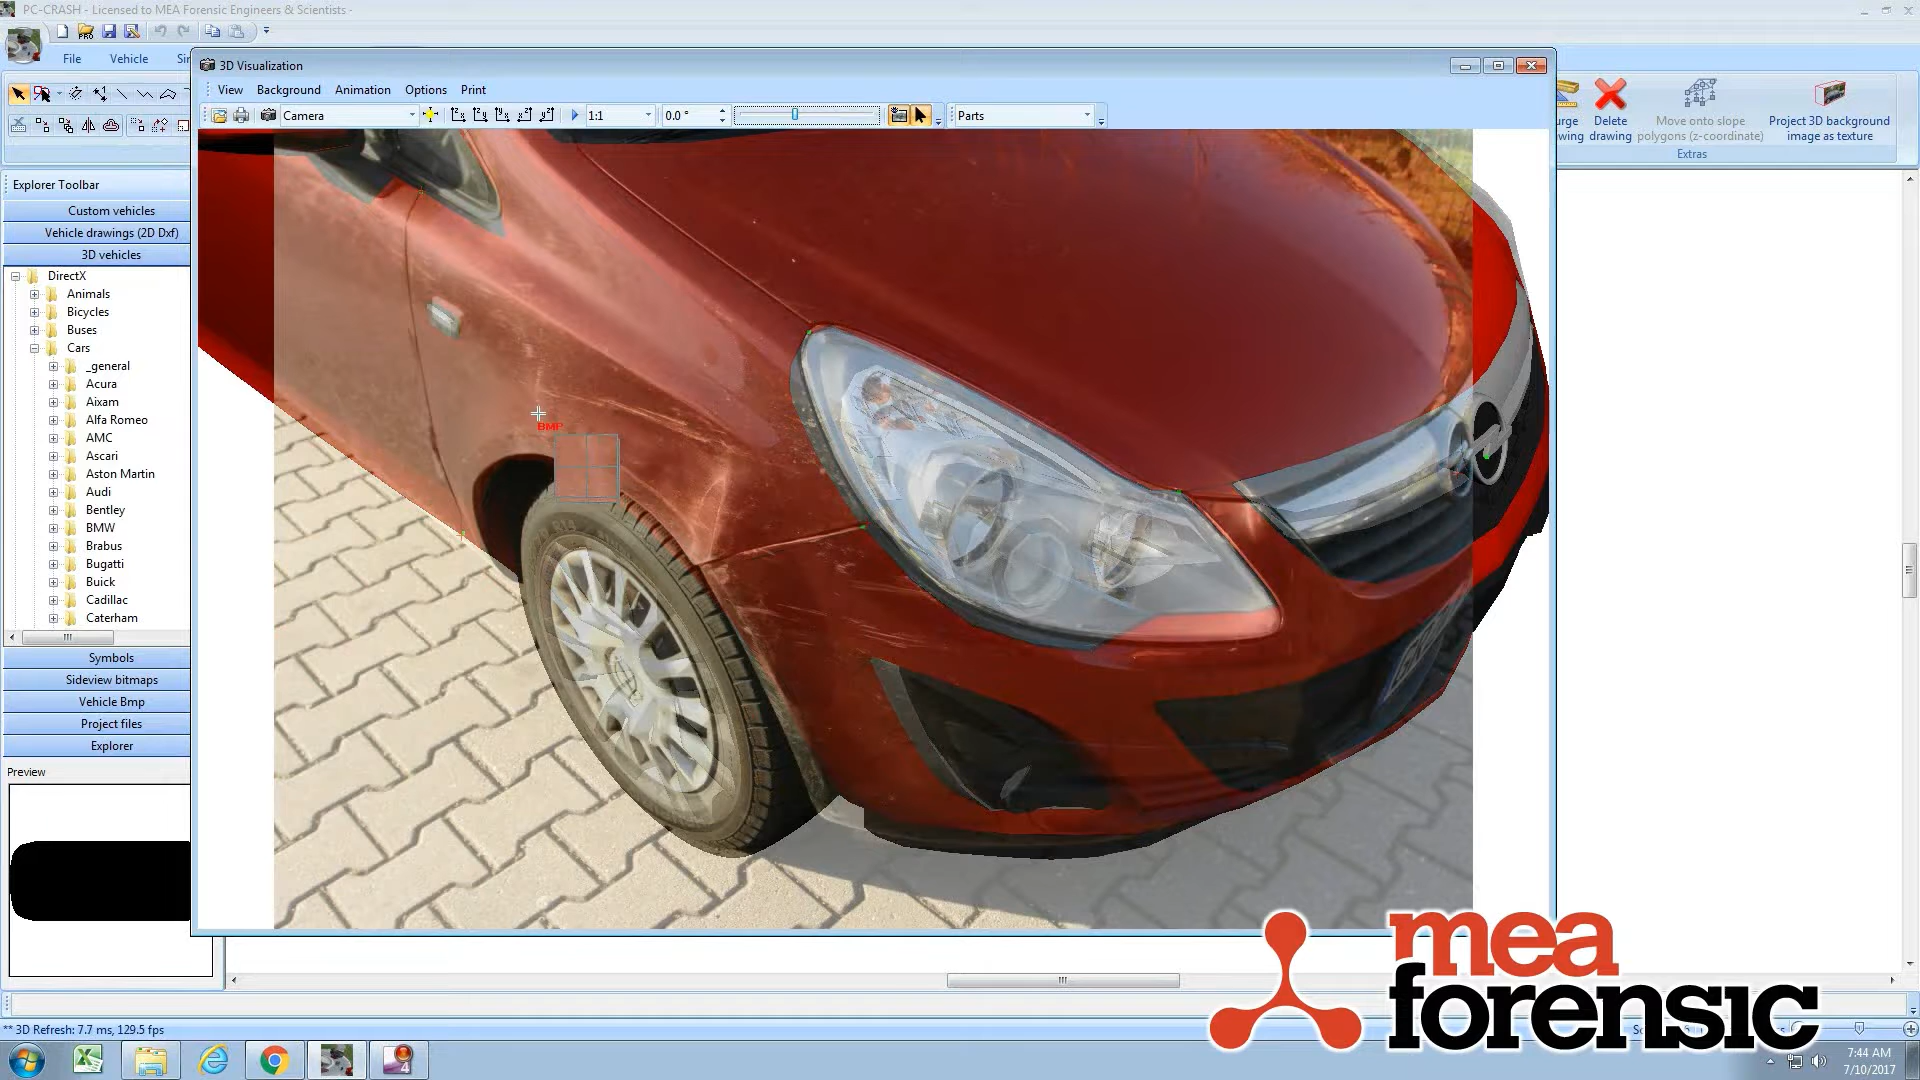 PC-CRASH - Licensed to MEA Forensic Engineers & Scientists -
File
Vehicle
3D Visualization
View
Background
Animation
Options
Print
Camera
1:1
0.0 °
Parts
Delete drawing
Move onto slope polygons (z-coordinate)
Project 3D background image as texture
Extras
Explorer Toolbar
Custom vehicles
Vehicle drawings (2D Dxf)
3D vehicles
DirectX
Animals
Bicycles
Buses
Cars
_general
Acura
Aixam
Alfa Romeo
AMC
Ascari
Aston Martin
Audi
Bentley
BMW
Brabus
Bugatti
Buick
Cadillac
Caterham
Symbols
Sideview bitmaps
Vehicle Bmp
Project files
Explorer
Preview
BMP
mea
forensic
** 3D Refresh: 7.7 ms, 129.5 fps
7:44 AM
7/10/2017